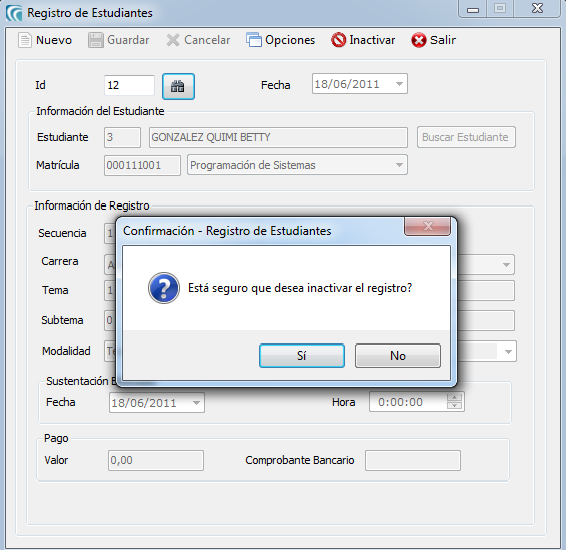 Registro de Estudiantes
Nuevo Guardar Cancelar Opciones Inactivar Salir
Id 12 Fecha 18/06/2011
Información del Estudiante
Estudiante 3 GONZALEZ QUIMI BETTY Buscar Estudiante
Matrícula 000111001 Programación de Sistemas
Información de Registro
Confirmación - Registro de Estudiantes
Secuencia 1
Carrera
Está seguro que desea inactivar el registro?
Tema 1
Subtema 0
Modalidad
Sí No
Sustentación
Fecha 18/06/2011 Hora 0:00:00
Pago
Valor 0,00 Comprobante Bancario